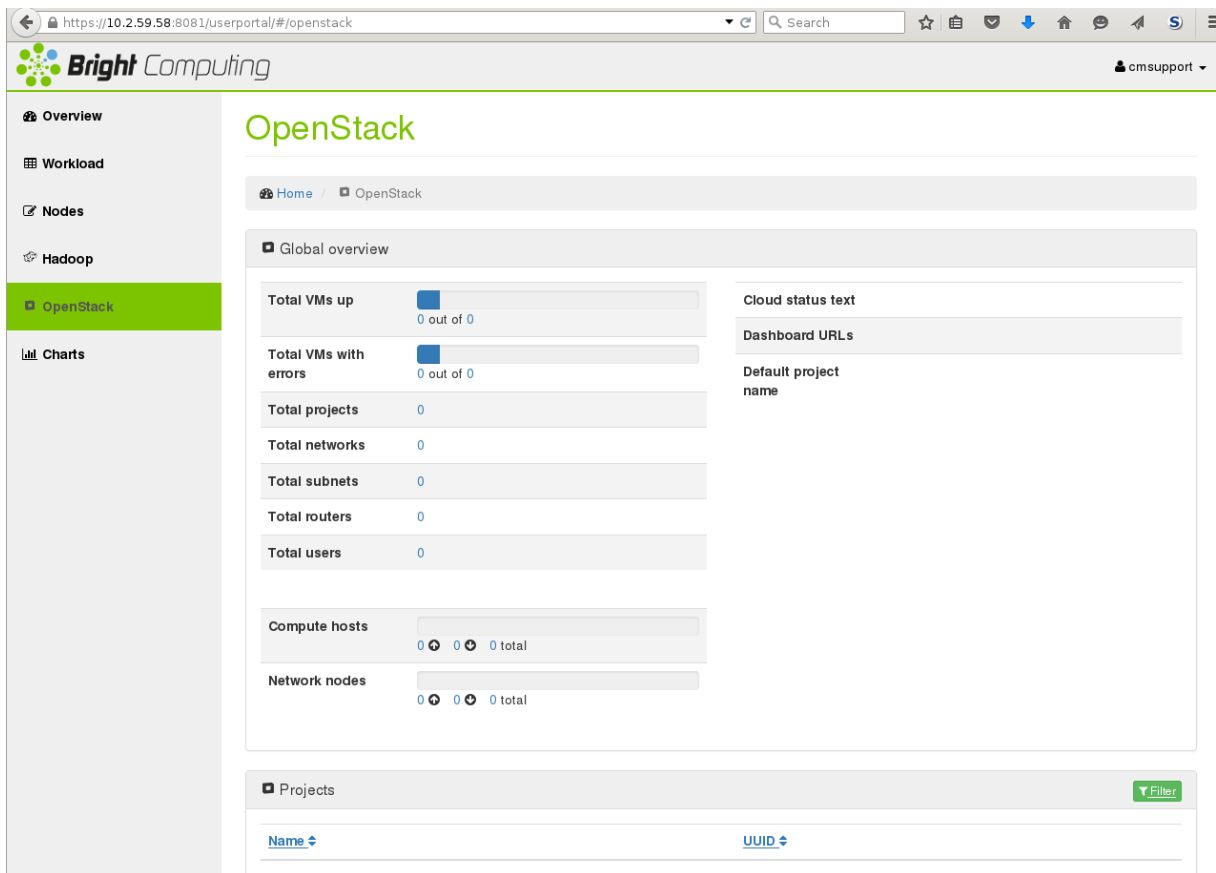 https://10.2.59.58:8081/userportal/#/openstack
Search
S
Bright Computing
cmsupport
Overview
Workload
Nodes
Hadoop
OpenStack
Charts
OpenStack
Home / OpenStack
Global overview
Total VMs up
0 out of 0
Total VMs with
errors
0 out of 0
Total projects 0
Total networks 0
Total subnets 0
Total routers 0
Total users 0
Compute hosts
0 0 0 total
Network nodes
0 0 0 total
Cloud status text
Dashboard URLs
Default project
name
Projects
Filter
Name UUID